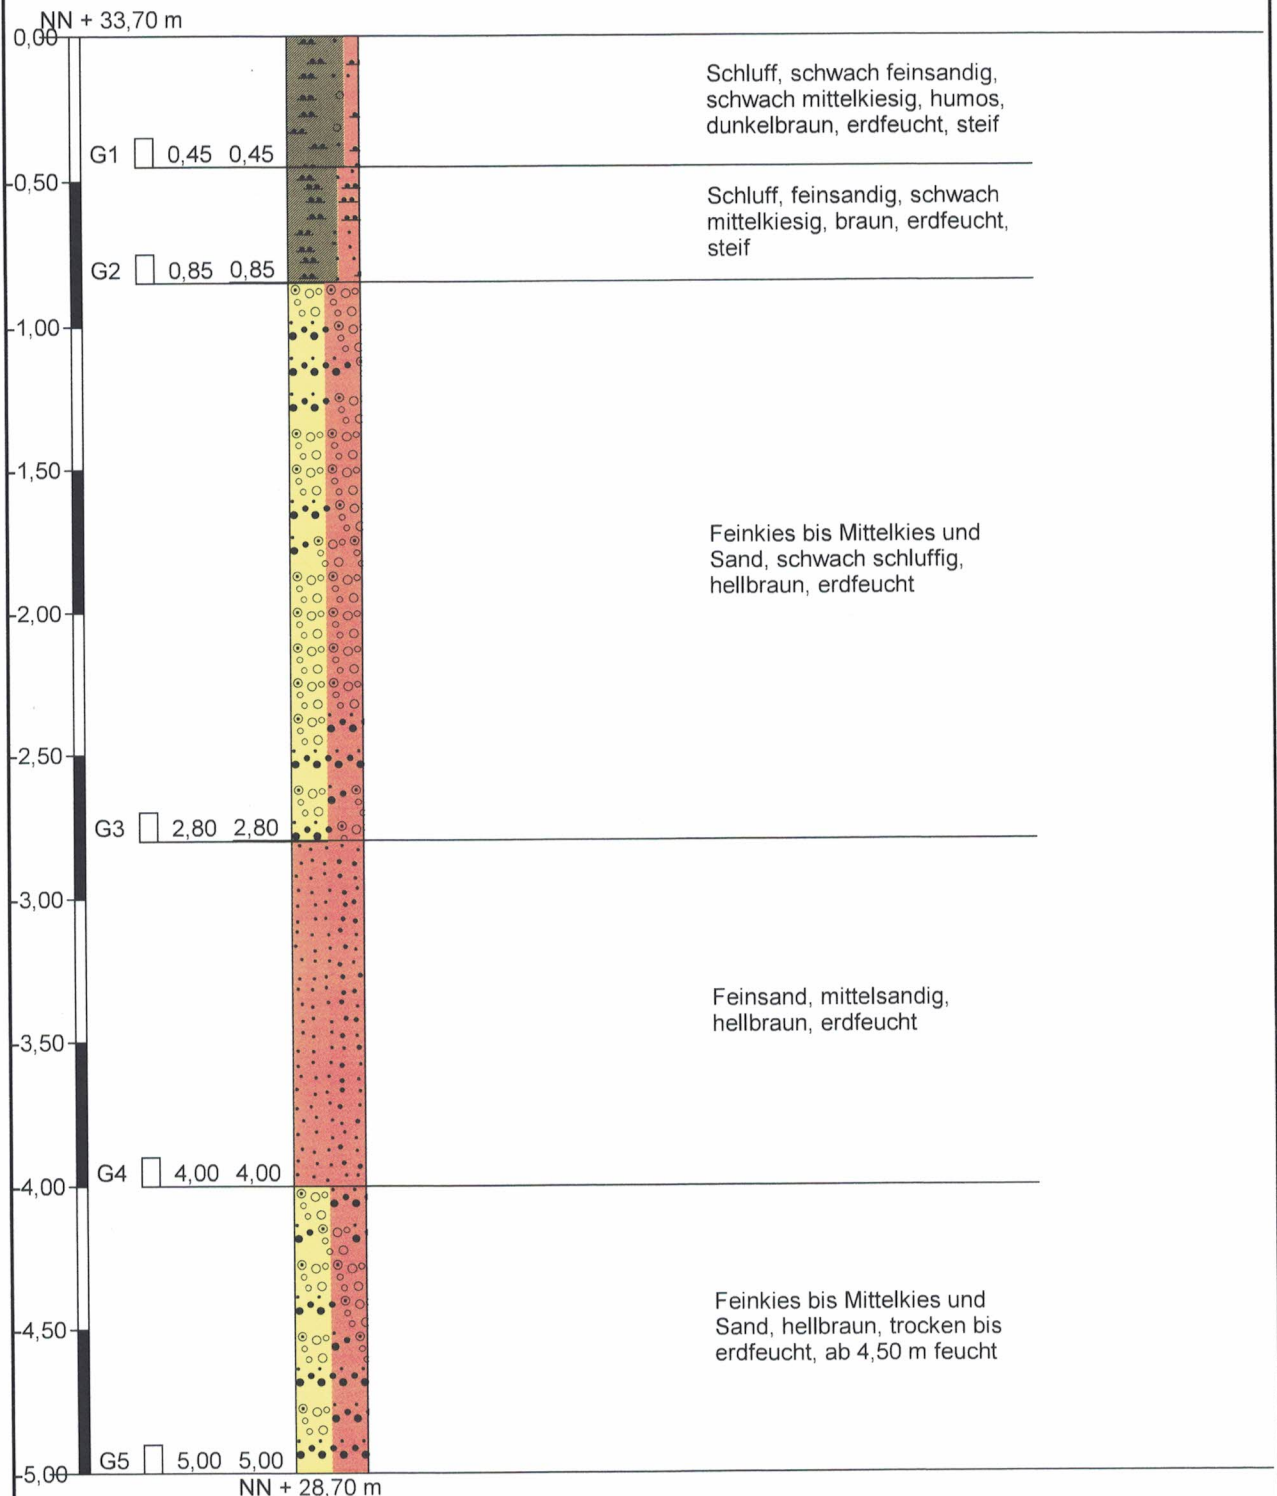 NN + 33,70 m
0,00
Schluff, schwach feinsandig,
schwach mittelkiesig, humos,
dunkelbraun, erdfeucht, steif
G1 0,45 0,45
-0,50
Schluff, feinsandig, schwach
mittelkiesig, braun, erdfeucht,
steif
G2 0,85 0,85
-1,00
-1,50
Feinkies bis Mittelkies und
Sand, schwach schluffig,
hellbraun, erdfeucht
-2,00
-2,50
G3 2,80 2,80
-3,00
Feinsand, mittelsandig,
hellbraun, erdfeucht
-3,50
G4 4,00 4,00
-4,00
Feinkies bis Mittelkies und
Sand, hellbraun, trocken bis
erdfeucht, ab 4,50 m feucht
-4,50
G5 5,00 5,00
-5,00
NN + 28,70 m